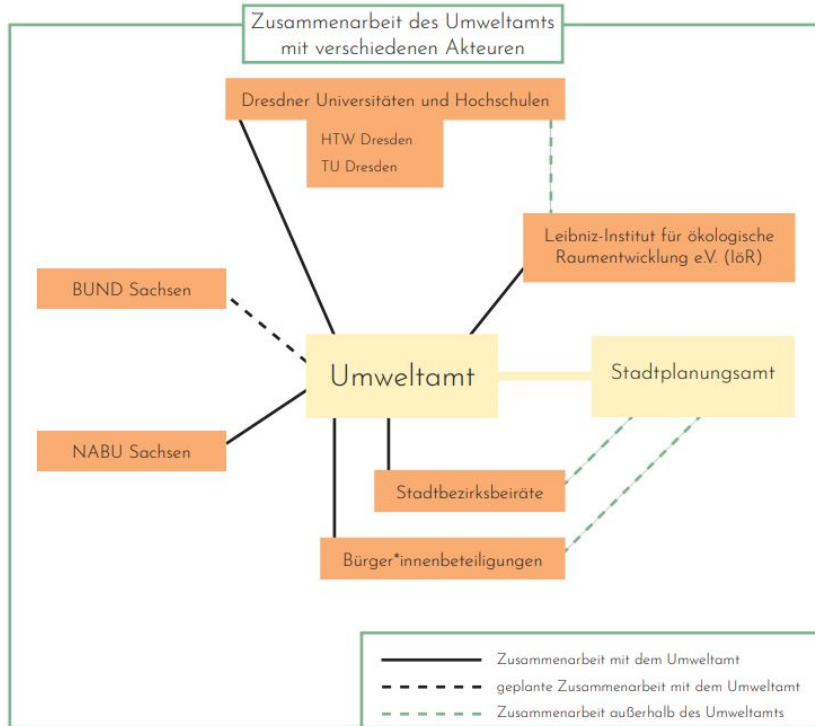 Zusammenarbeit des Umweltamts
mit verschiedenen Akteuren
Dresdner Universitäten und Hochschulen
HTW Dresden
TU Dresden
Leibniz-Institut für ökologische
Raumentwicklung e.V. (IöR)
BUND Sachsen
Umweltamt
Stadtplanungsamt
NABU Sachsen
Stadtbezirksbeiräte
Bürger*innenbeteiligungen
Zusammenarbeit mit dem Umweltamt
geplante Zusammenarbeit mit dem Umweltamt
Zusammenarbeit außerhalb des Umweltamts